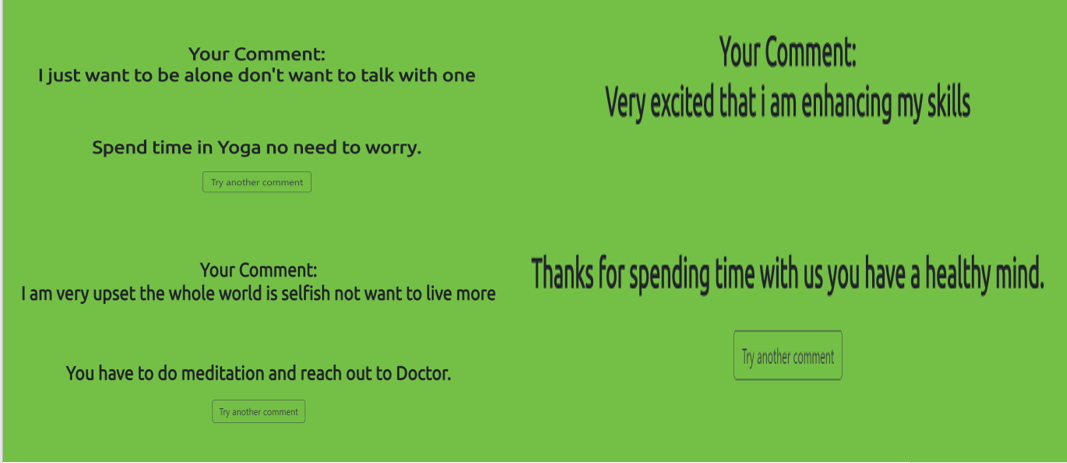 Your Comment:
I just want to be alone don't want to talk with one
Spend time in Yoga no need to worry.
Try another comment
Your Comment:
I am very upset the whole world is selfish not want to live more
You have to do meditation and reach out to Doctor.
Try another comment
Your Comment:
Very excited that i am enhancing my skills
Thanks for spending time with us you have a healthy mind.
Try another comment